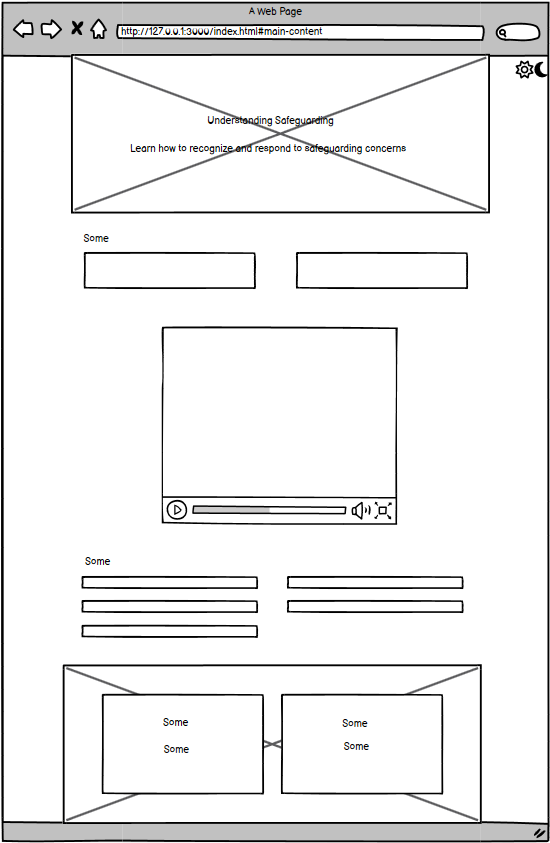 A Web Page
http://127.0.0.1:3000/index.html#main-content
Understanding Safeguarding
Learn how to recognize and respond to safeguarding concerns
Some
Some
Some
Some
Some
Some